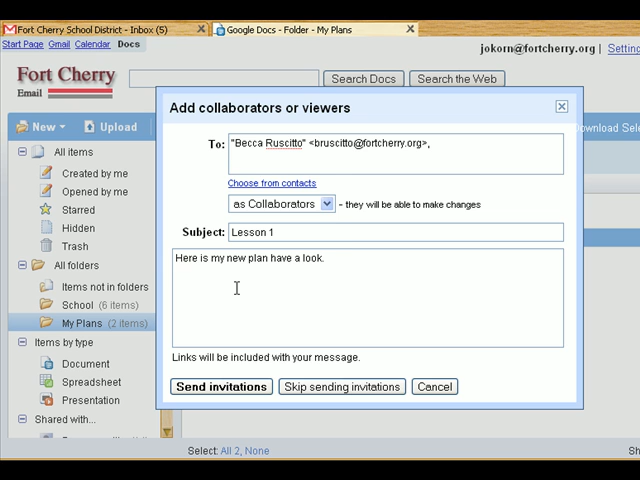 Fort Cherry School District - Inbox (5)
Google Docs - Folder - My Plans
Start Page Gmail Calendar Docs
jokorn@fortcherry.org | Setting
Fort Cherry
Email
Search Docs
Search the Web
New
Upload
Download Sele
Add collaborators or viewers
To: "Becca Ruscitto" <bruscitto@fortcherry.org>,
Choose from contacts
as Collaborators - they will be able to make changes
Subject: Lesson 1
Here is my new plan have a look.
Links will be included with your message.
Send invitations
Skip sending invitations
Cancel
All items
Created by me
Opened by me
Starred
Hidden
Trash
All folders
Items not in folders
School (6 items)
My Plans (2 items)
Items by type
Document
Spreadsheet
Presentation
Shared with...
Select: All 2, None
Sh